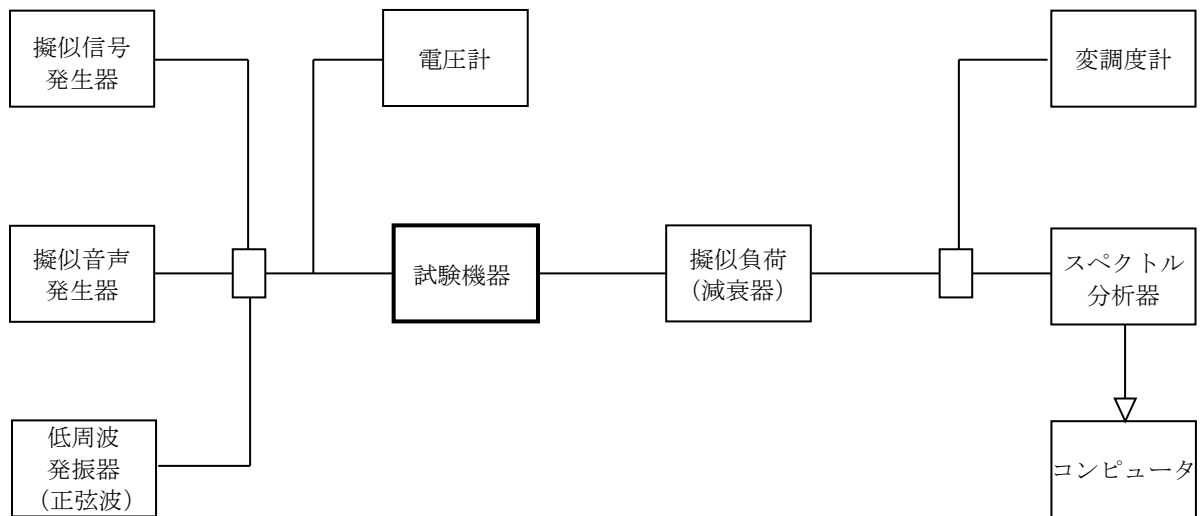 擬似信号
発生器
電圧計
変調度計
擬似音声
発生器
試験機器
擬似負荷
（減衰器）
スペクトル
分析器
低周波
発振器
（正弦波）
コンピュータ